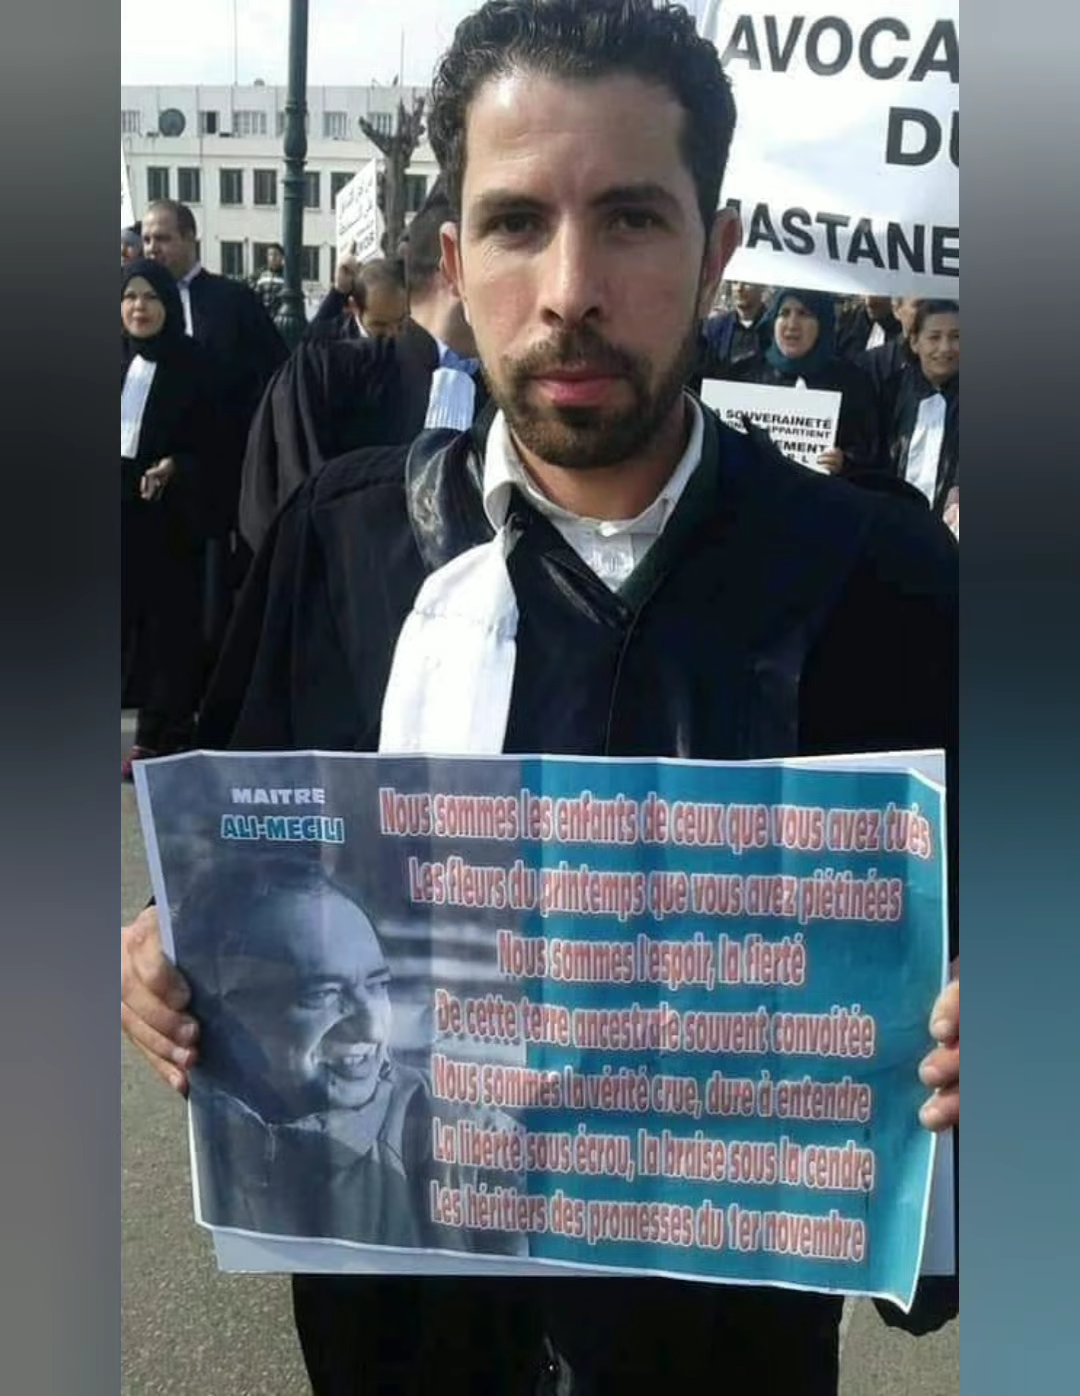 AVOCA
DU
MASTANE
A SOUVERAINETÉ
APPARTIENT
MAITRE
ALI-MECILI
Nous sommes les enfants de ceux que vous avez tués
Les fleurs du printemps que vous avez piétinées
Nous sommes l'espoir, la fierté
De cette terre ancestrale souvent convoitée
Nous sommes la vérité crue, dure à entendre
La liberté sous écrou, la braise sous la cendre
Les héritiers des promesses du 1er novembre